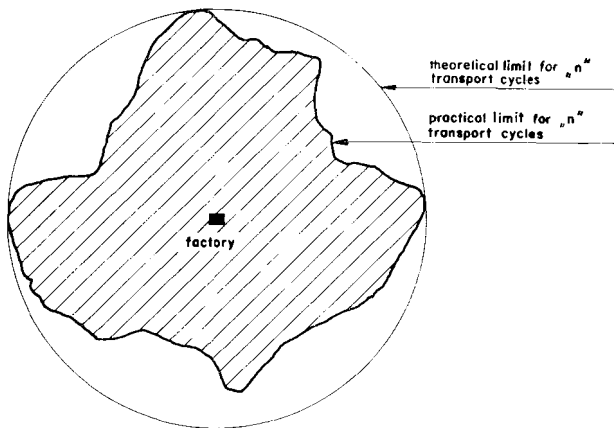 theoretical limit for „n“
transport cycles
practical limit for „n“
transport cycles
factory